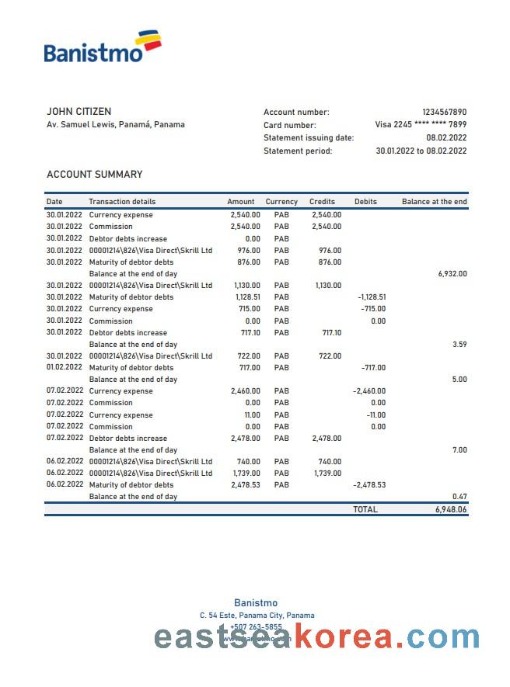 Banistmo
JOHN CITIZEN
Av. Samuel Lewis, Panamá, Panama
Account number: 1234567890
Card number: Visa 2245 **** **** 7899
Statement issuing date: 08.02.2022
Statement period: 30.01.2022 to 08.02.2022
ACCOUNT SUMMARY
Date Transaction details Amount Currency Credits Debits Balance at the end
30.01.2022 Currency expense 2,540.00 PAB 2,540.00
30.01.2022 Commission 2,540.00 PAB 2,540.00
30.01.2022 Debtor debts increase 0.00 PAB
30.01.2022 00001214\826\Visa Direct\Skrill Ltd 976.00 PAB 976.00
30.01.2022 Maturity of debtor debts 876.00 PAB 876.00
Balance at the end of day 6,932.00
30.01.2022 00001214\826\Visa Direct\Skrill Ltd 1,130.00 PAB 1,130.00
30.01.2022 Maturity of debtor debts 1,128.51 PAB -1,128.51
30.01.2022 Currency expense 715.00 PAB -715.00
30.01.2022 Commission 0.00 PAB 0.00
30.01.2022 Debtor debts increase 717.10 PAB 717.10
Balance at the end of day 3.59
30.01.2022 00001214\826\Visa Direct\Skrill Ltd 722.00 PAB 722.00
01.02.2022 Maturity of debtor debts 717.00 PAB -717.00
Balance at the end of day 5.00
07.02.2022 Currency expense 2,460.00 PAB -2,460.00
07.02.2022 Commission 0.00 PAB 0.00
07.02.2022 Currency expense 11.00 PAB -11.00
07.02.2022 Commission 0.00 PAB 0.00
07.02.2022 Debtor debts increase 2,478.00 PAB 2,478.00
Balance at the end of day 7.00
06.02.2022 00001214\826\Visa Direct\Skrill Ltd 740.00 PAB 740.00
06.02.2022 00001214\826\Visa Direct\Skrill Ltd 1,739.00 PAB 1,739.00
06.02.2022 Maturity of debtor debts 2,478.53 PAB -2,478.53
Balance at the end of day 0.47
TOTAL 6,948.06
Banistmo
C. 54 Este, Panama City, Panama
+507 263-5855
eastseakorea.com